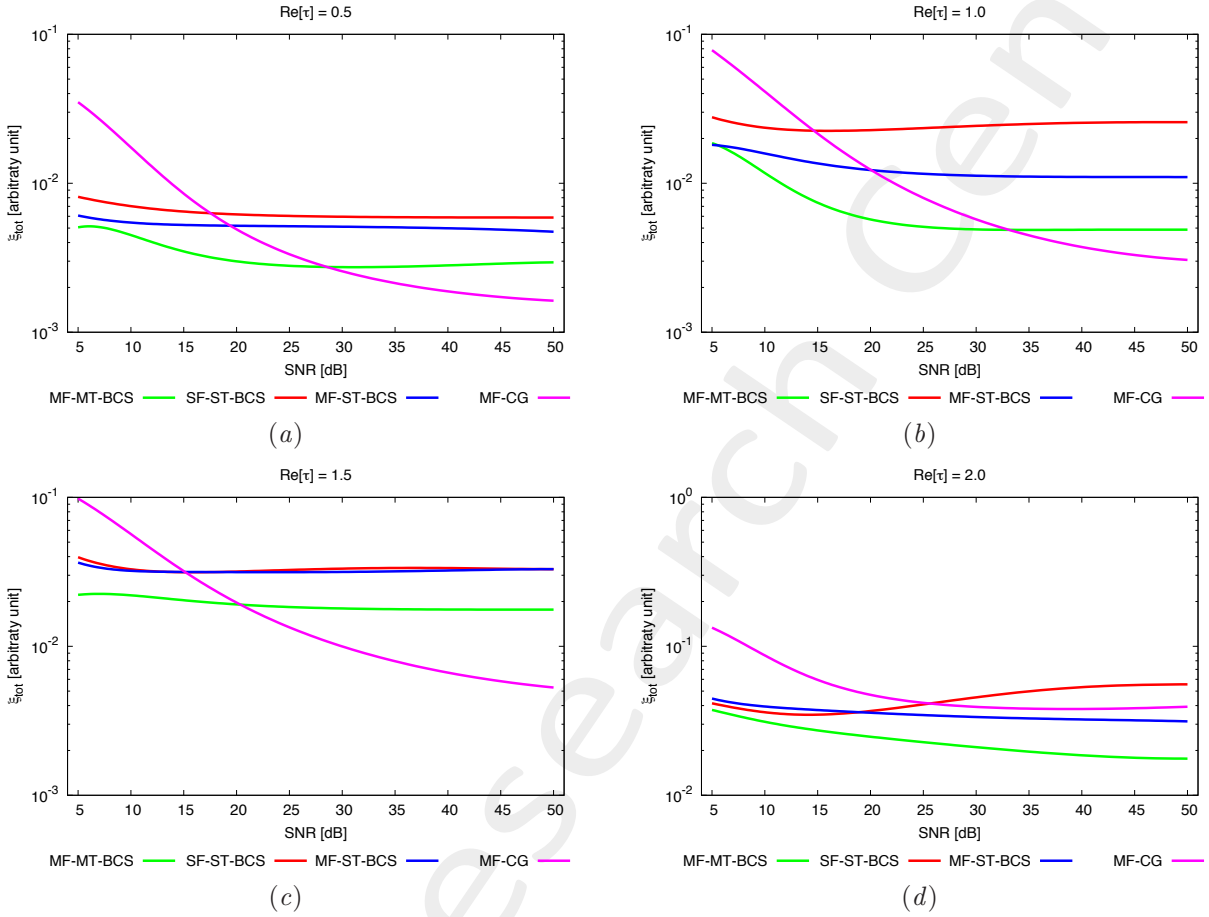 Re[τ] = 0.5
10⁻¹
10⁻²
10⁻³
ξtot [arbitraty unit]
5 10 15 20 25 30 35 40 45 50
SNR [dB]
MF-MT-BCS SF-ST-BCS MF-ST-BCS MF-CG
(a)
Re[τ] = 1.0
10⁻¹
10⁻²
10⁻³
ξtot [arbitraty unit]
5 10 15 20 25 30 35 40 45 50
SNR [dB]
MF-MT-BCS SF-ST-BCS MF-ST-BCS MF-CG
(b)
Re[τ] = 1.5
10⁻¹
10⁻²
10⁻³
ξtot [arbitraty unit]
5 10 15 20 25 30 35 40 45 50
SNR [dB]
MF-MT-BCS SF-ST-BCS MF-ST-BCS MF-CG
(c)
Re[τ] = 2.0
10⁰
10⁻¹
10⁻²
ξtot [arbitraty unit]
5 10 15 20 25 30 35 40 45 50
SNR [dB]
MF-MT-BCS SF-ST-BCS MF-ST-BCS MF-CG
(d)
esearch Cen